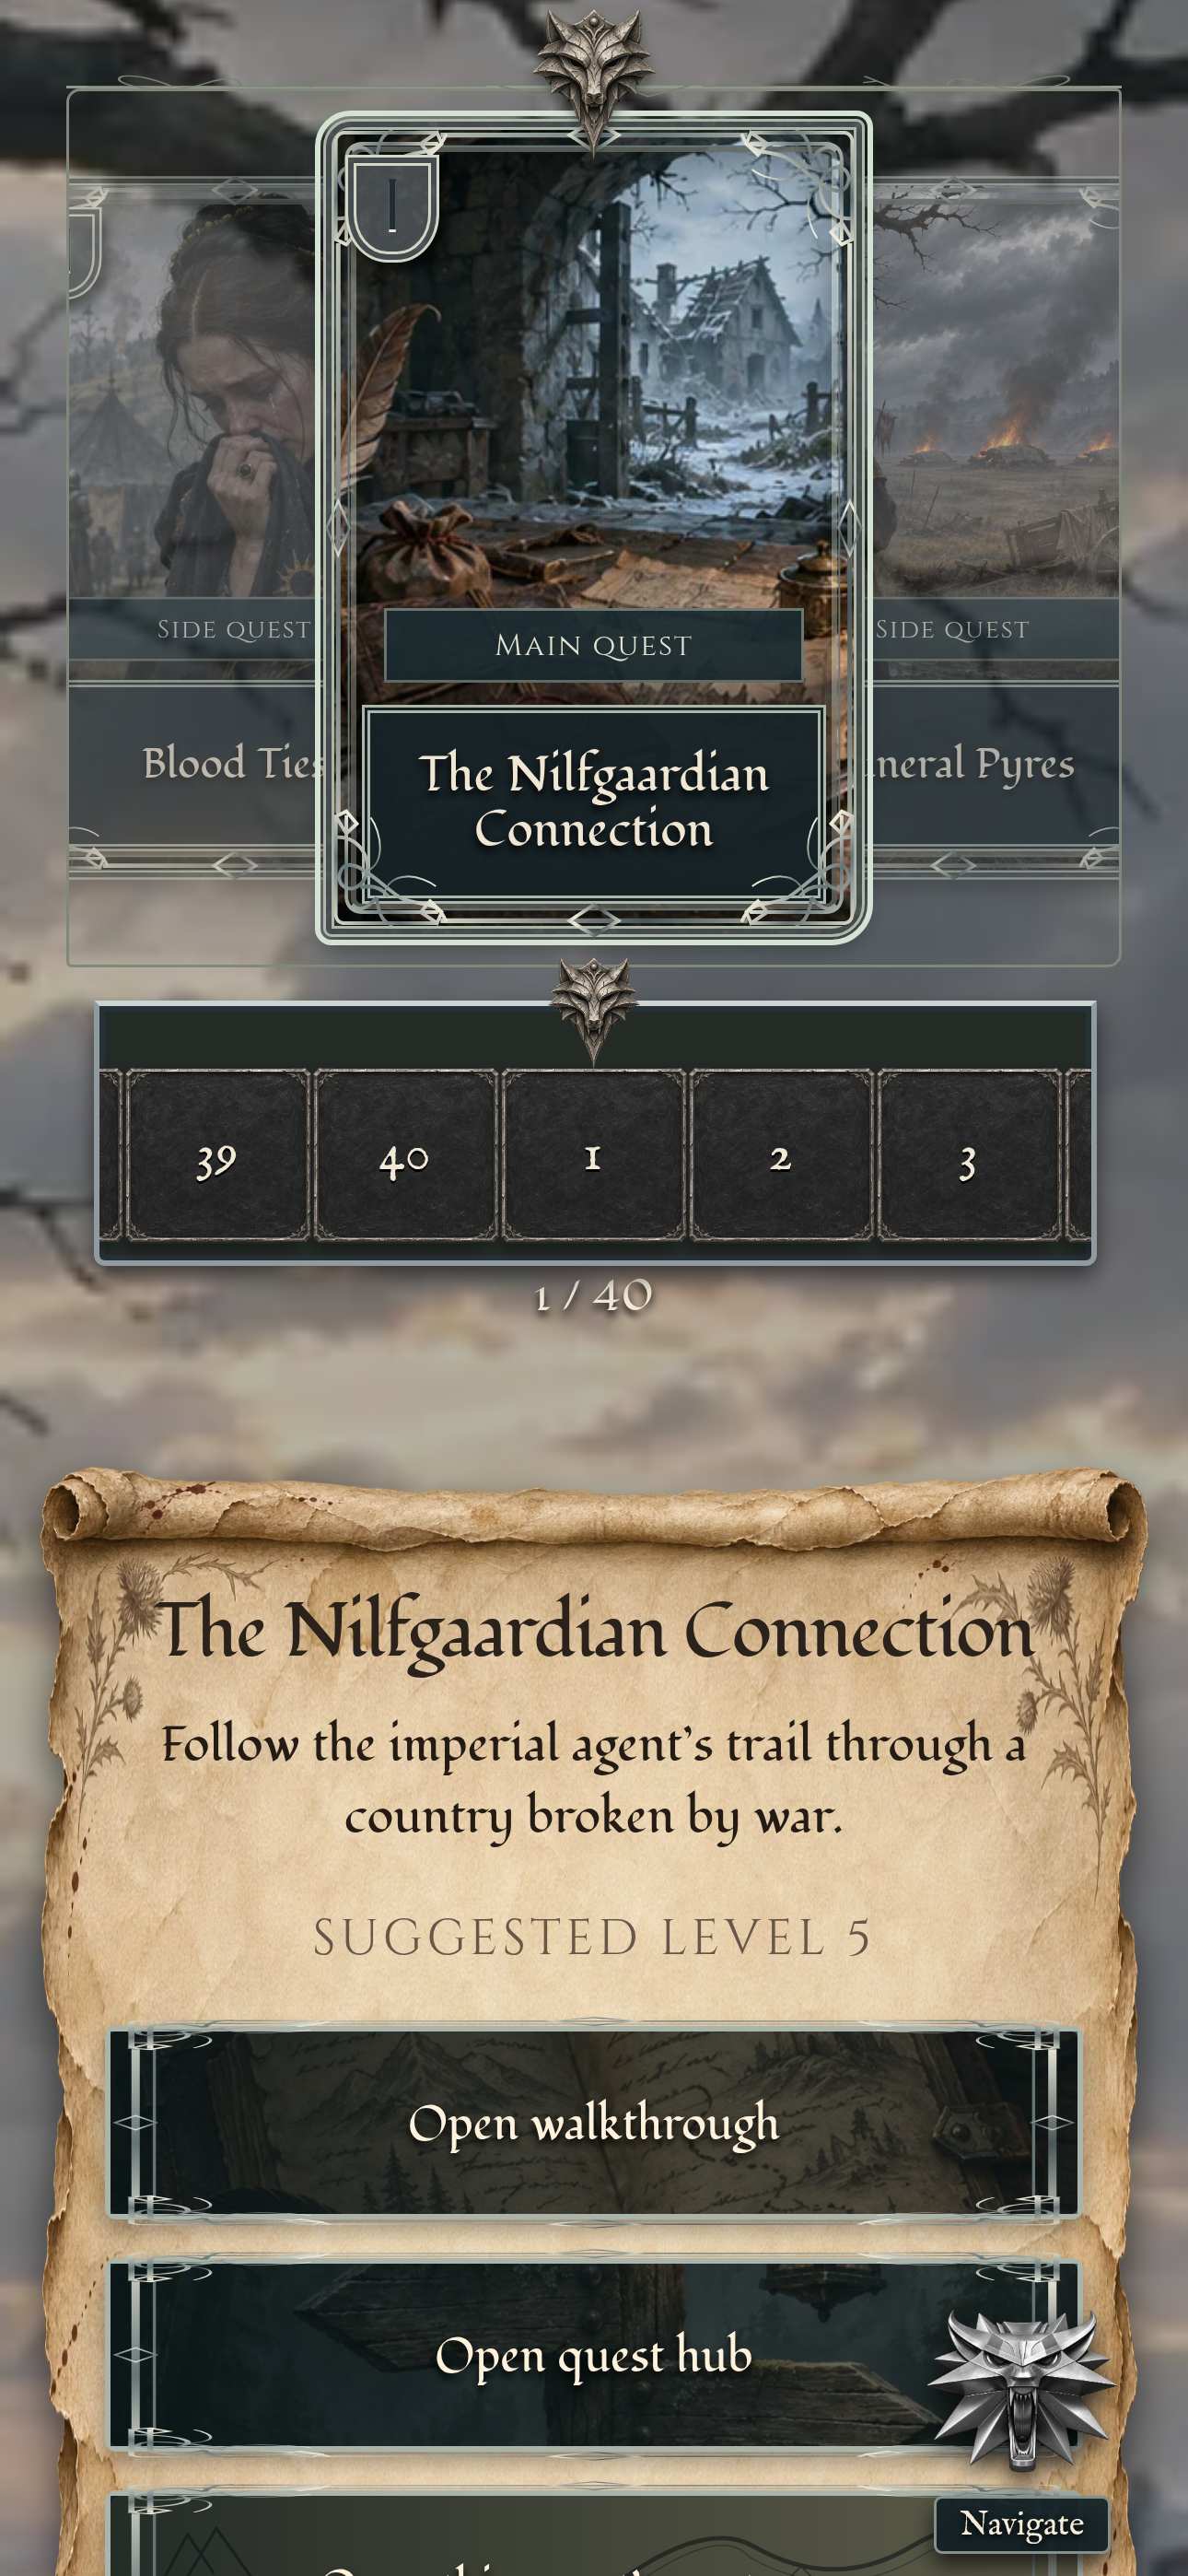 I
SIDE QUEST
MAIN QUEST
SIDE QUEST
Blood Ties
The Nilfgaardian
Connection
neral Pyres
39
40
1
2
3
1 / 40
The Nilfgaardian Connection
Follow the imperial agent’s trail through a
country broken by war.
SUGGESTED LEVEL 5
Open walkthrough
Open quest hub
Navigate